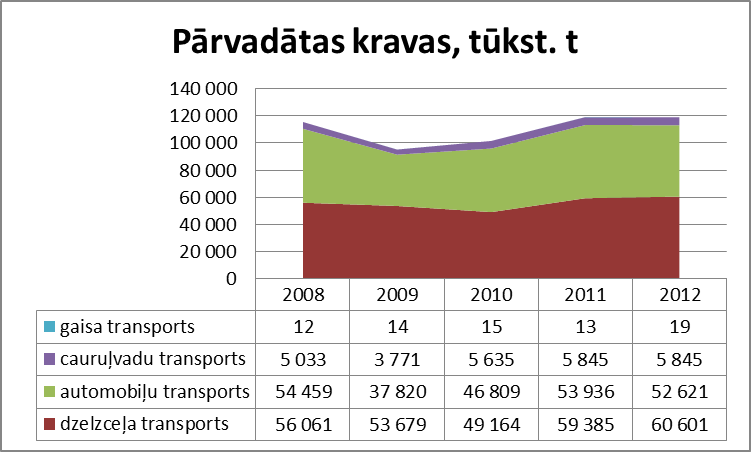 Pārvadātas kravas, tūkst. t
140 000
120 000
100 000
80 000
60 000
40 000
20 000
0
2008 2009 2010 2011 2012
gaisa transports 12 14 15 13 19
cauruļvadu transports 5 033 3 771 5 635 5 845 5 845
automobiļu transports 54 459 37 820 46 809 53 936 52 621
dzelzceļa transports 56 061 53 679 49 164 59 385 60 601